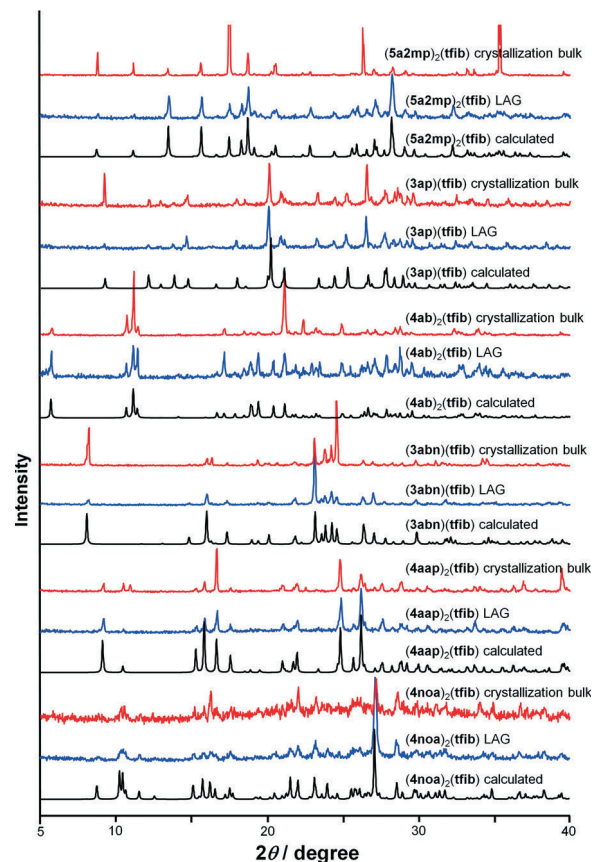 (5a2mp)₂(tfib) crystallization bulk
(5a2mp)₂(tfib) LAG
(5a2mp)₂(tfib) calculated
(3ap)(tfib) crystallization bulk
(3ap)(tfib) LAG
(3ap)(tfib) calculated
(4ab)₂(tfib) crystallization bulk
(4ab)₂(tfib) LAG
(4ab)₂(tfib) calculated
(3abn)(tfib) crystallization bulk
(3abn)(tfib) LAG
(3abn)(tfib) calculated
(4aap)₂(tfib) crystallization bulk
(4aap)₂(tfib) LAG
(4aap)₂(tfib) calculated
(4noa)₂(tfib) crystallization bulk
(4noa)₂(tfib) LAG
(4noa)₂(tfib) calculated
Intensity
5 10 20 30 40
2θ / degree